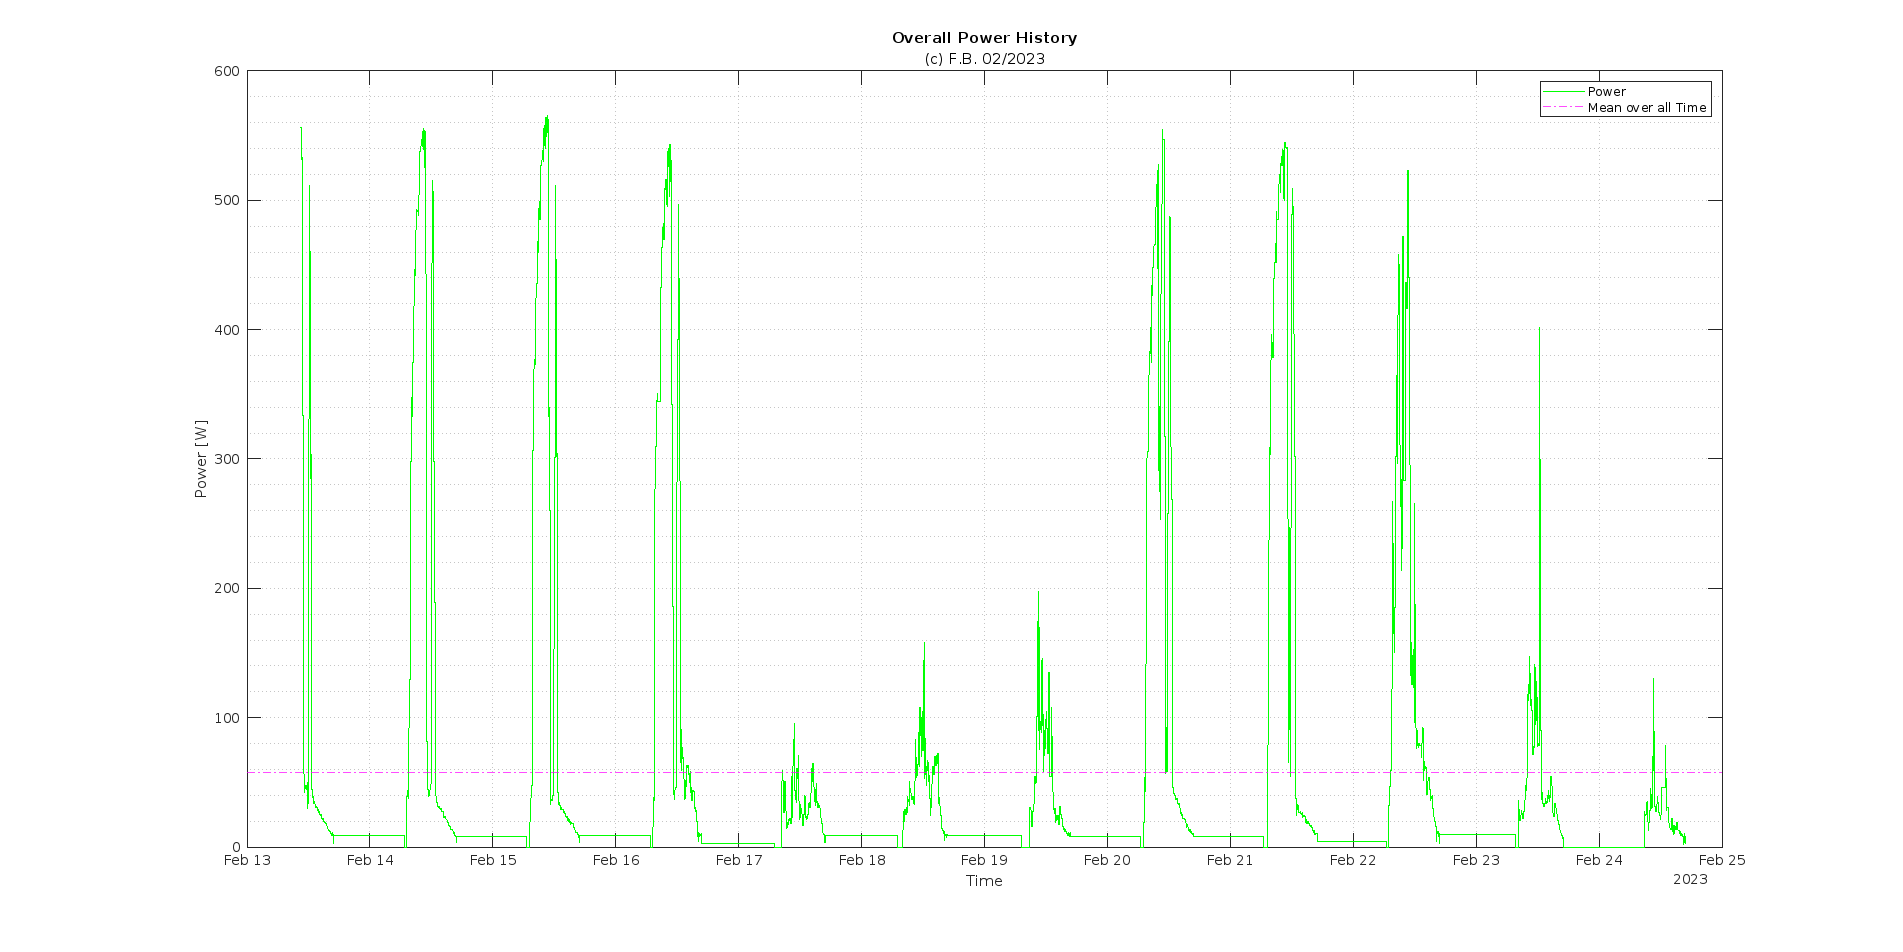 Overall Power History
(c) F.B. 02/2023
600
500
400
300
200
100
0
Power [W]
Power
Mean over all Time
Feb 13 Feb 14 Feb 15 Feb 16 Feb 17 Feb 18 Feb 19 Feb 20 Feb 21 Feb 22 Feb 23 Feb 24 Feb 25
Time
2023